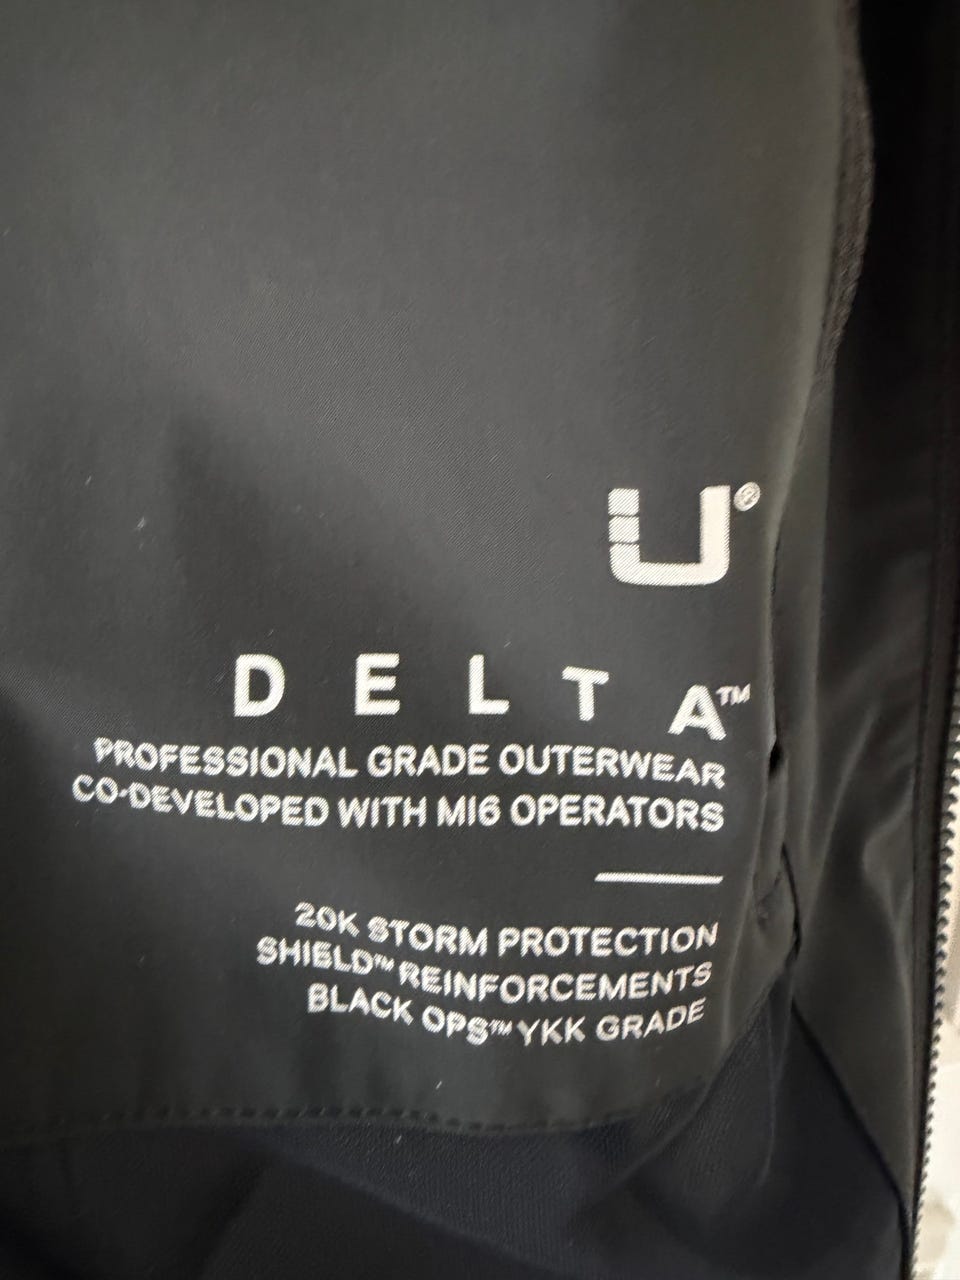 U®
DELTA™
PROFESSIONAL GRADE OUTERWEAR
CO-DEVELOPED WITH MI6 OPERATORS
20K STORM PROTECTION
SHIELD™ REINFORCEMENTS
BLACK OPS™ YKK GRADE